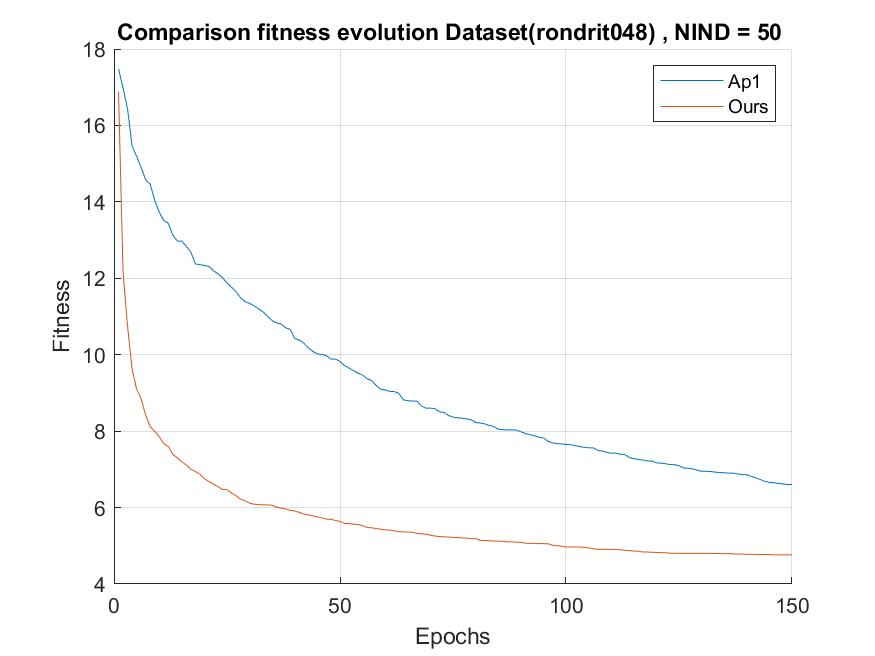 Comparison fitness evolution Dataset(rondrit048) , NIND = 50
Ap1
Ours
18
16
14
12
10
8
6
4
Fitness
0 50 100 150
Epochs